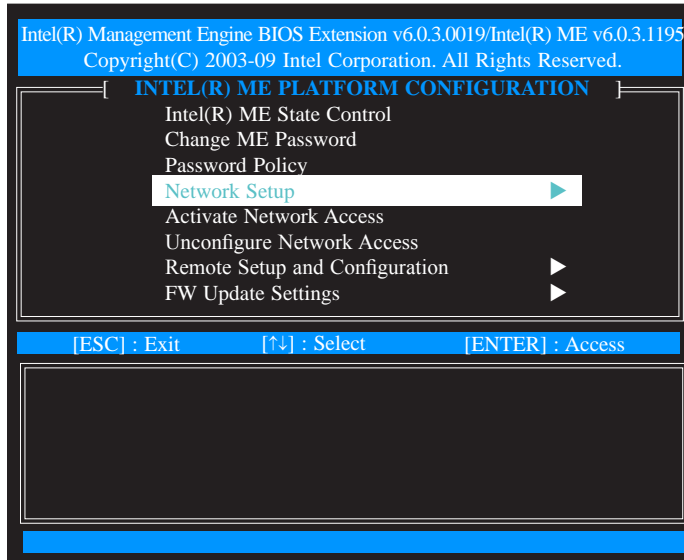 Intel(R) Management Engine BIOS Extension v6.0.3.0019/Intel(R) ME v6.0.3.1195
Copyright(C) 2003-09 Intel Corporation. All Rights Reserved.
[ INTEL(R) ME PLATFORM CONFIGURATION ]
Intel(R) ME State Control
Change ME Password
Password Policy
Network Setup ▶
Activate Network Access
Unconfigure Network Access
Remote Setup and Configuration ▶
FW Update Settings ▶
[ESC] : Exit [↑↓] : Select [ENTER] : Access